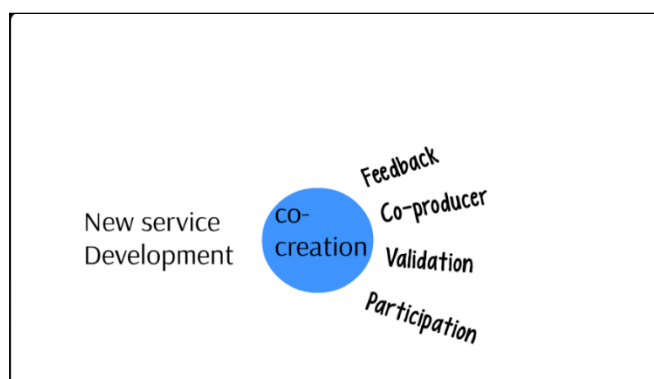 New service
Development
co-
creation
Feedback
Co-producer
Validation
Participation